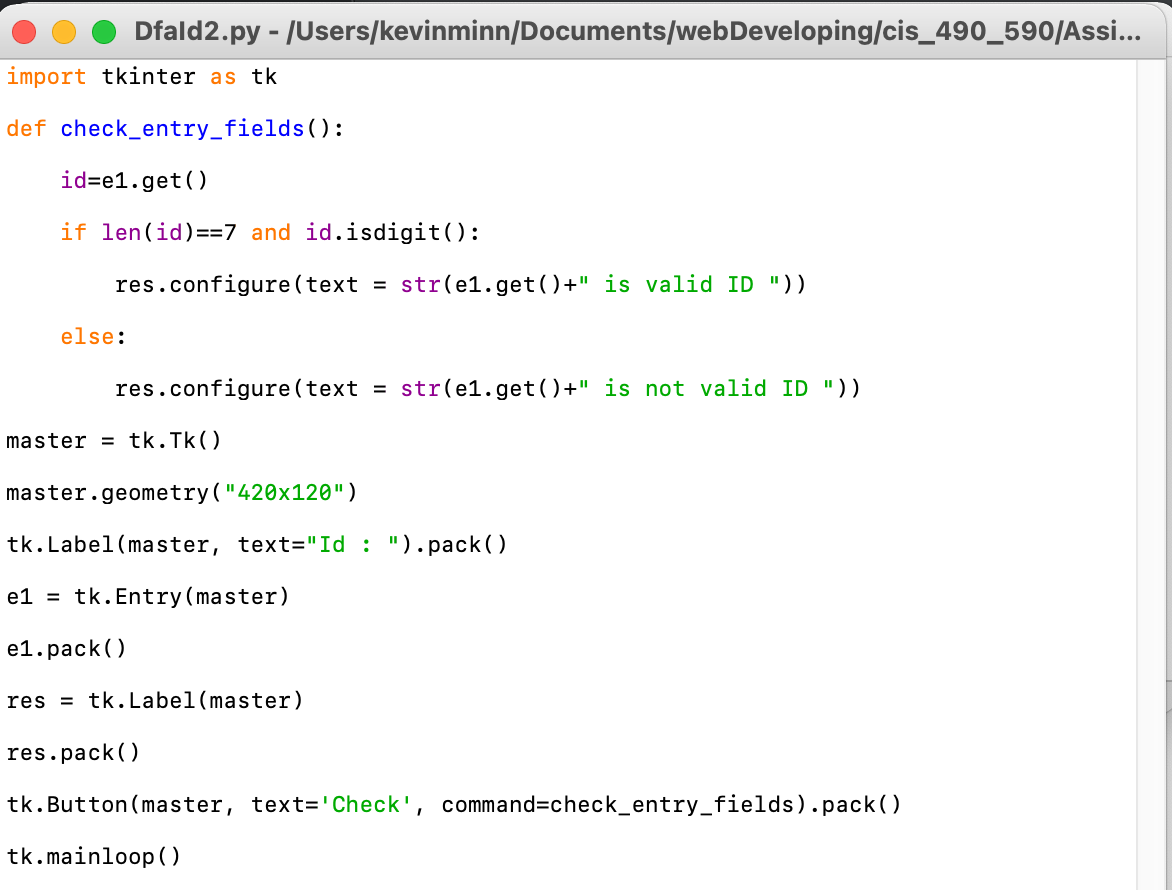 DfaId2.py - /Users/kevinminn/Documents/webDeveloping/cis_490_590/Assi...
import tkinter as tk
def check_entry_fields():
    id=e1.get()
    if len(id)==7 and id.isdigit():
        res.configure(text = str(e1.get()+" is valid ID "))
    else:
        res.configure(text = str(e1.get()+" is not valid ID "))
master = tk.Tk()
master.geometry("420x120")
tk.Label(master, text="Id : ").pack()
e1 = tk.Entry(master)
e1.pack()
res = tk.Label(master)
res.pack()
tk.Button(master, text='Check', command=check_entry_fields).pack()
tk.mainloop()